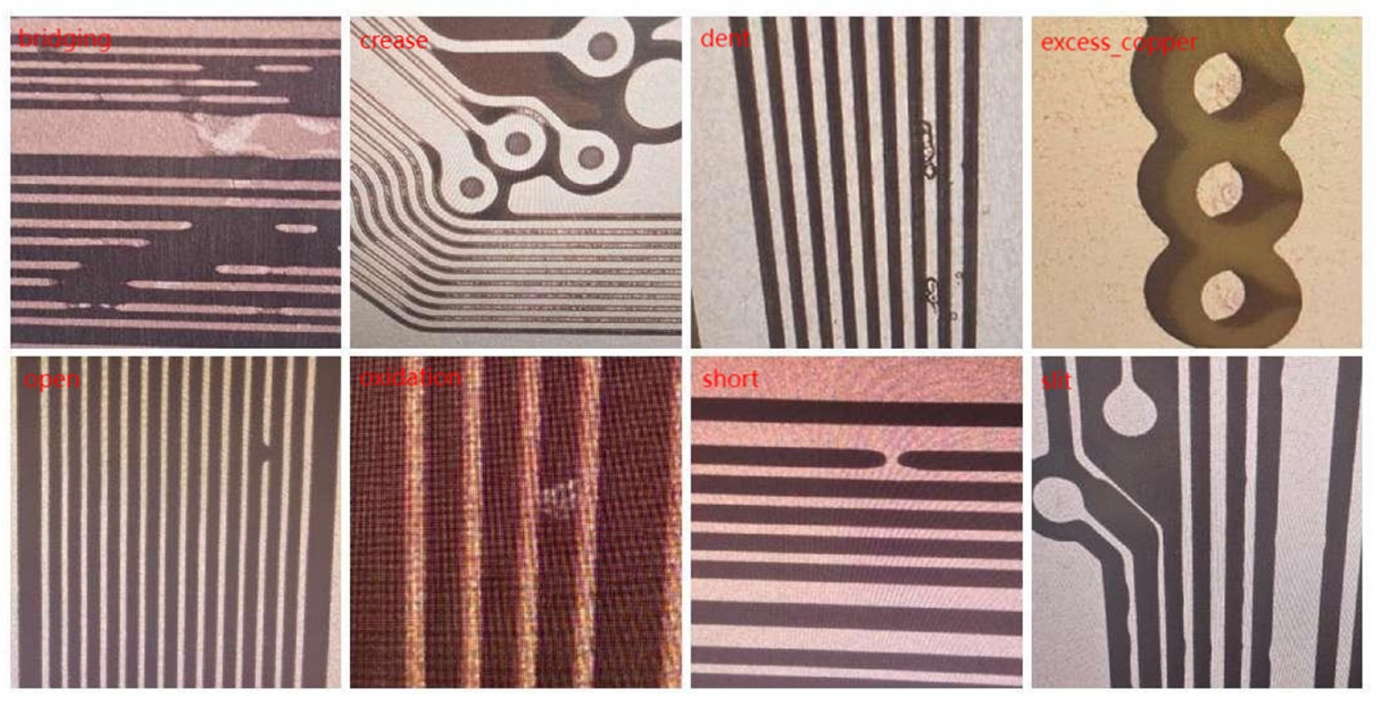 bridging
crease
dent
excess_copper
open
oxidation
short
slit